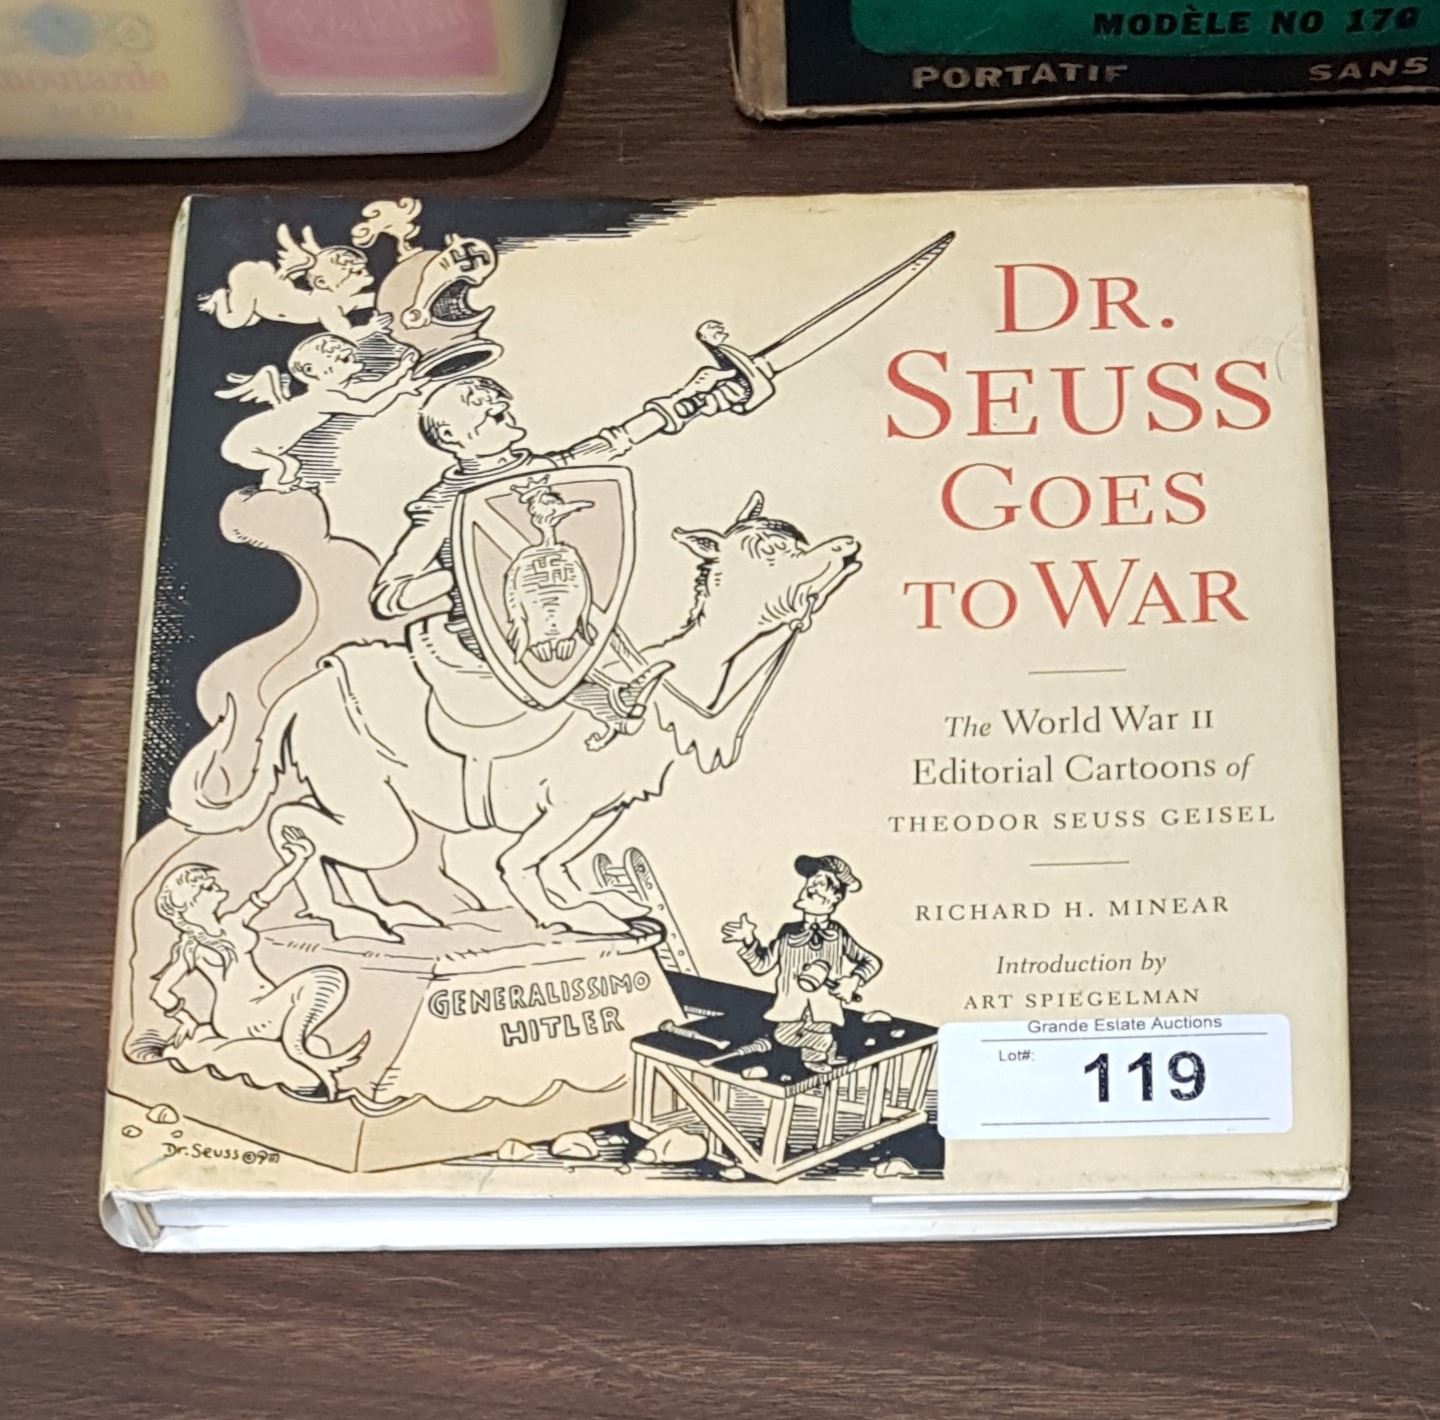 MODÈLE NO 170
PORTATIF SANS
DR.
SEUSS
GOES
TO WAR
The World War II
Editorial Cartoons of
THEODOR SEUSS GEISEL
RICHARD H. MINEAR
Introduction by
ART SPIEGELMAN
Grande Estate Auctions
Lot#: 119
GENERALISSIMO
HITLER
Dr. Seuss ©